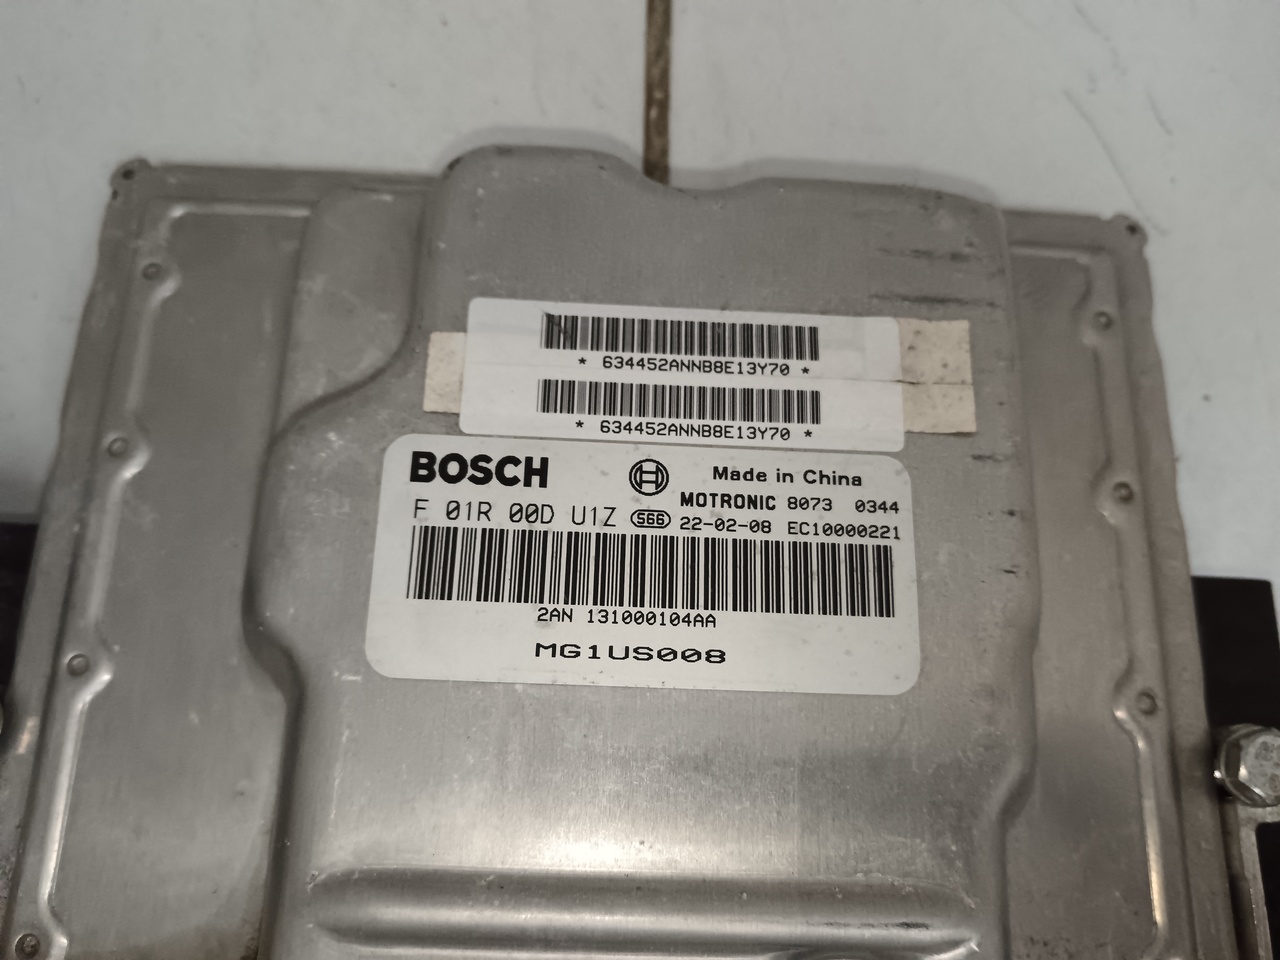 * 634452ANNB8E13Y70 *
* 634452ANNB8E13Y70 *
BOSCH Made in China
MOTRONIC 8073 0344
F 01R 00D U1Z S66 22-02-08 EC10000221
2AN 131000104AA
MG1US008